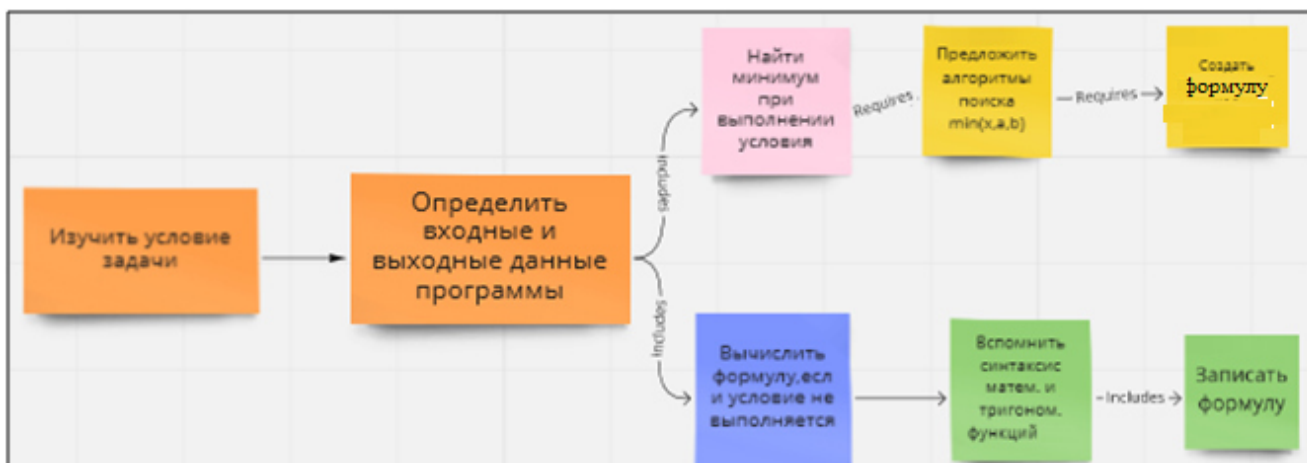 Найти
минимум
при
выполнении
условия
Requires
Предложить
алгоритмы
поиска
min(x,a,b)
Requires
Создать
формулу
includes
Изучить условие
задачи
Определить
входные и
выходные данные
программы
Includes
Вычислить
формулу,есл
и условие не
выполняется
Вспомнить
синтаксис
матем. и
тригоном.
функций
Includes
Записать
формулу